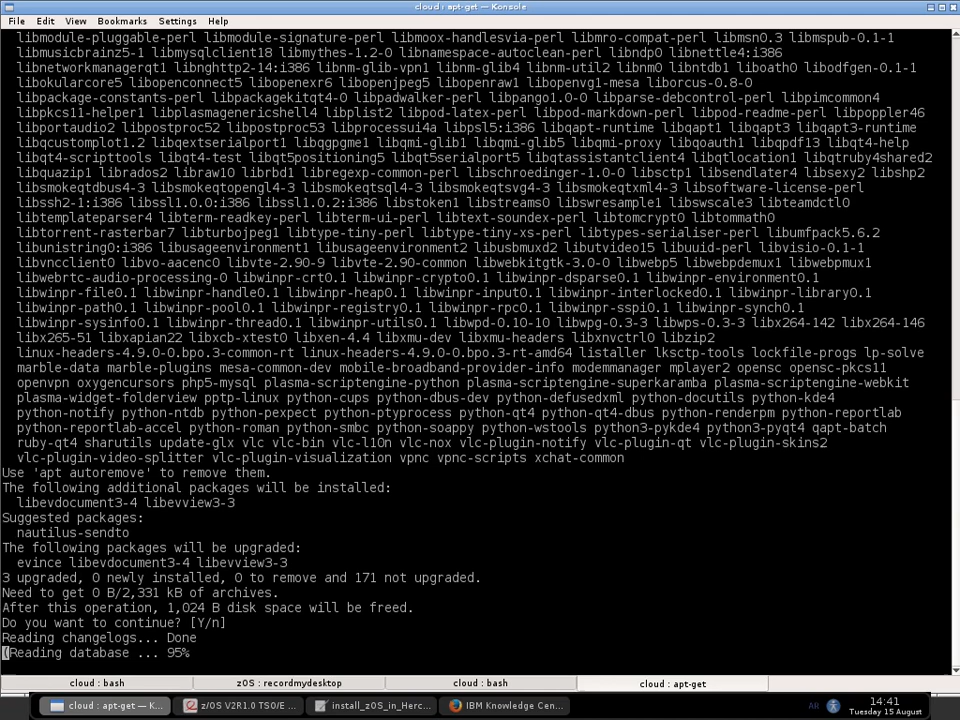 cloud : apt-get — Konsole
File Edit View Bookmarks Settings Help
libmodule-pluggable-perl libmodule-signature-perl libmoox-handlesvia-perl libmro-compat-perl libmsn0.3 libmspub-0.1-1
libmusicbrainz5-1 libmysqlclient18 libmythes-1.2-0 libnamespace-autoclean-perl libndp0 libnettle4:i386
libnetworkmanagerqt1 libnghttp2-14:i386 libnm-glib-vpn1 libnm-glib4 libnm-util2 libnm0 libntdb1 liboath0 libodfgen-0.1-1
libokularcore5 libopenconnect5 libopenexr6 libopenjpeg5 libopenraw1 libopenvg1-mesa liborcus-0.8-0
libpackage-constants-perl libpackagekitqt4-0 libpadwalker-perl libpango1.0-0 libparse-debcontrol-perl libpimcommon4
libpkcs11-helper1 libplasmagenericshell4 libplist2 libpod-latex-perl libpod-markdown-perl libpod-readme-perl libpoppler46
libportaudio2 libpostproc52 libpostproc53 libprocessui4a libpsl5:i386 libqapt-runtime libqapt1 libqapt3 libqapt3-runtime
libqcustomplot1.2 libqextserialport1 libqgpgme1 libqmi-glib1 libqmi-glib5 libqmi-proxy libqoauth1 libqpdf13 libqt4-help
libqt4-scripttools libqt4-test libqt5positioning5 libqt5serialport5 libqtassistantclient4 libqtlocation1 libqtruby4shared2
libquazip1 librados2 libraw10 librbd1 libregexp-common-perl libschroedinger-1.0-0 libsctp1 libsendlater4 libsexy2 libshp2
libsmokeqtdbus4-3 libsmokeqtopengl4-3 libsmokeqtsql4-3 libsmokeqtsvg4-3 libsmokeqtxml4-3 libsoftware-license-perl
libssh2-1:i386 libssl1.0.0:i386 libssl1.0.2:i386 libstoken1 libstreams0 libswresample1 libswscale3 libteamdctl0
libtemplateparser4 libterm-readkey-perl libterm-ui-perl libtext-soundex-perl libtomcrypt0 libtommath0
libtorrent-rasterbar7 libturbojpeg1 libtype-tiny-perl libtype-tiny-xs-perl libtypes-serialiser-perl libumfpack5.6.2
libunistring0:i386 libusageenvironment1 libusageenvironment2 libusbmuxd2 libutvideo15 libuuid-perl libvisio-0.1-1
libvncclient0 libvo-aacenc0 libvte-2.90-9 libvte-2.90-common libwebkitgtk-3.0-0 libwebp5 libwebpdemux1 libwebpmux1
libwebrtc-audio-processing-0 libwinpr-crt0.1 libwinpr-crypto0.1 libwinpr-dsparse0.1 libwinpr-environment0.1
libwinpr-file0.1 libwinpr-handle0.1 libwinpr-heap0.1 libwinpr-input0.1 libwinpr-interlocked0.1 libwinpr-library0.1
libwinpr-path0.1 libwinpr-pool0.1 libwinpr-registry0.1 libwinpr-rpc0.1 libwinpr-sspi0.1 libwinpr-synch0.1
libwinpr-sysinfo0.1 libwinpr-thread0.1 libwinpr-utils0.1 libwpd-0.10-10 libwpg-0.3-3 libwps-0.3-3 libx264-142 libx264-146
libx265-51 libxapian22 libxcb-xtest0 libxen-4.4 libxmu-dev libxmu-headers libxnvctrl0 libzip2
linux-headers-4.9.0-0.bpo.3-common-rt linux-headers-4.9.0-0.bpo.3-rt-amd64 listaller lksctp-tools lockfile-progs lp-solve
marble-data marble-plugins mesa-common-dev mobile-broadband-provider-info modemmanager mplayer2 opensc opensc-pkcs11
openvpn oxygencursors php5-mysql plasma-scriptengine-python plasma-scriptengine-superkaramba plasma-scriptengine-webkit
plasma-widget-folderview pptp-linux python-cups python-dbus-dev python-defusedxml python-docutils python-kde4
python-notify python-ntdb python-pexpect python-ptyprocess python-qt4 python-qt4-dbus python-renderpm python-reportlab
python-reportlab-accel python-roman python-smbc python-soappy python-wstools python3-pykde4 python3-pyqt4 qapt-batch
ruby-qt4 sharutils update-glx vlc vlc-bin vlc-l10n vlc-nox vlc-plugin-notify vlc-plugin-qt vlc-plugin-skins2
vlc-plugin-video-splitter vlc-plugin-visualization vpnc vpnc-scripts xchat-common
Use 'apt autoremove' to remove them.
The following additional packages will be installed:
libevdocument3-4 libevview3-3
Suggested packages:
nautilus-sendto
The following packages will be upgraded:
evince libevdocument3-4 libevview3-3
3 upgraded, 0 newly installed, 0 to remove and 171 not upgraded.
Need to get 0 B/2,331 kB of archives.
After this operation, 1,024 B disk space will be freed.
Do you want to continue? [Y/n]
Reading changelogs... Done
(Reading database ... 95%
cloud : bash zOS : recordmydesktop cloud : bash cloud : apt-get
cloud : apt-get — K... z/OS V2R1.0 TSO/E ... install_zOS_in_Herc... IBM Knowledge Cen... AR 14:41
Tuesday 15 August